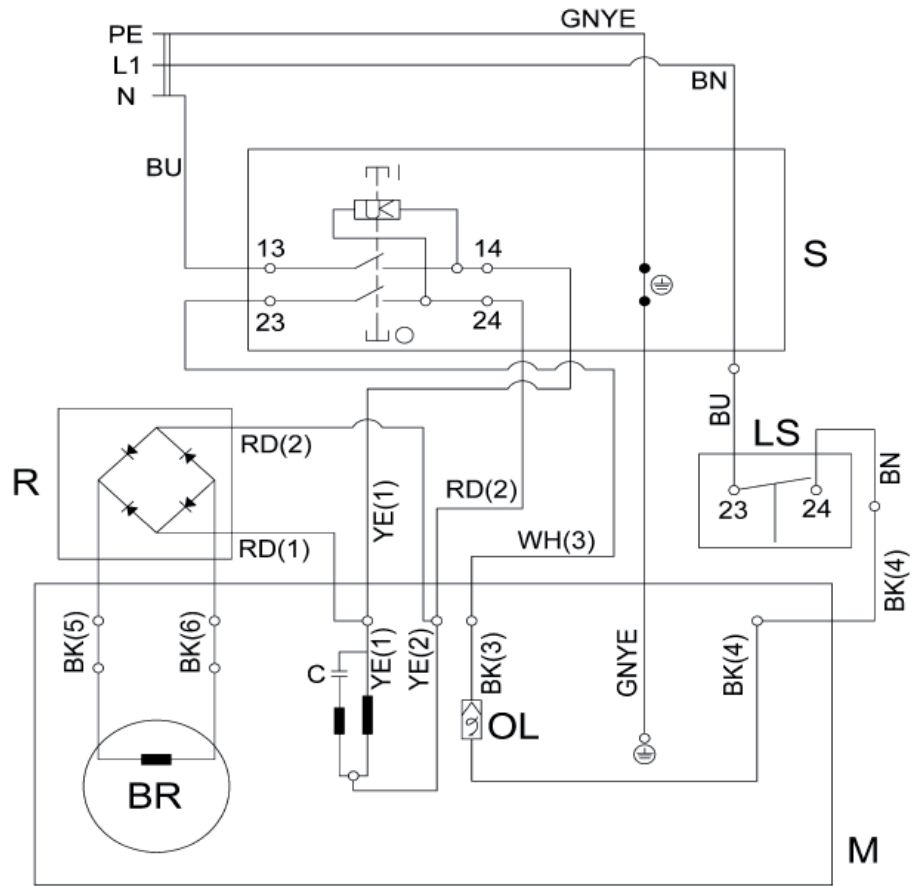 GNYE
PE
L1
N
BN
BU
I
13
14
23
24
O
S
BU
LS
BN
23
24
R
RD(2)
RD(2)
YE(1)
RD(1)
WH(3)
BK(4)
BK(5)
BK(6)
C
YE(1)
YE(2)
BK(3)
OL
GNYE
BK(4)
BR
M